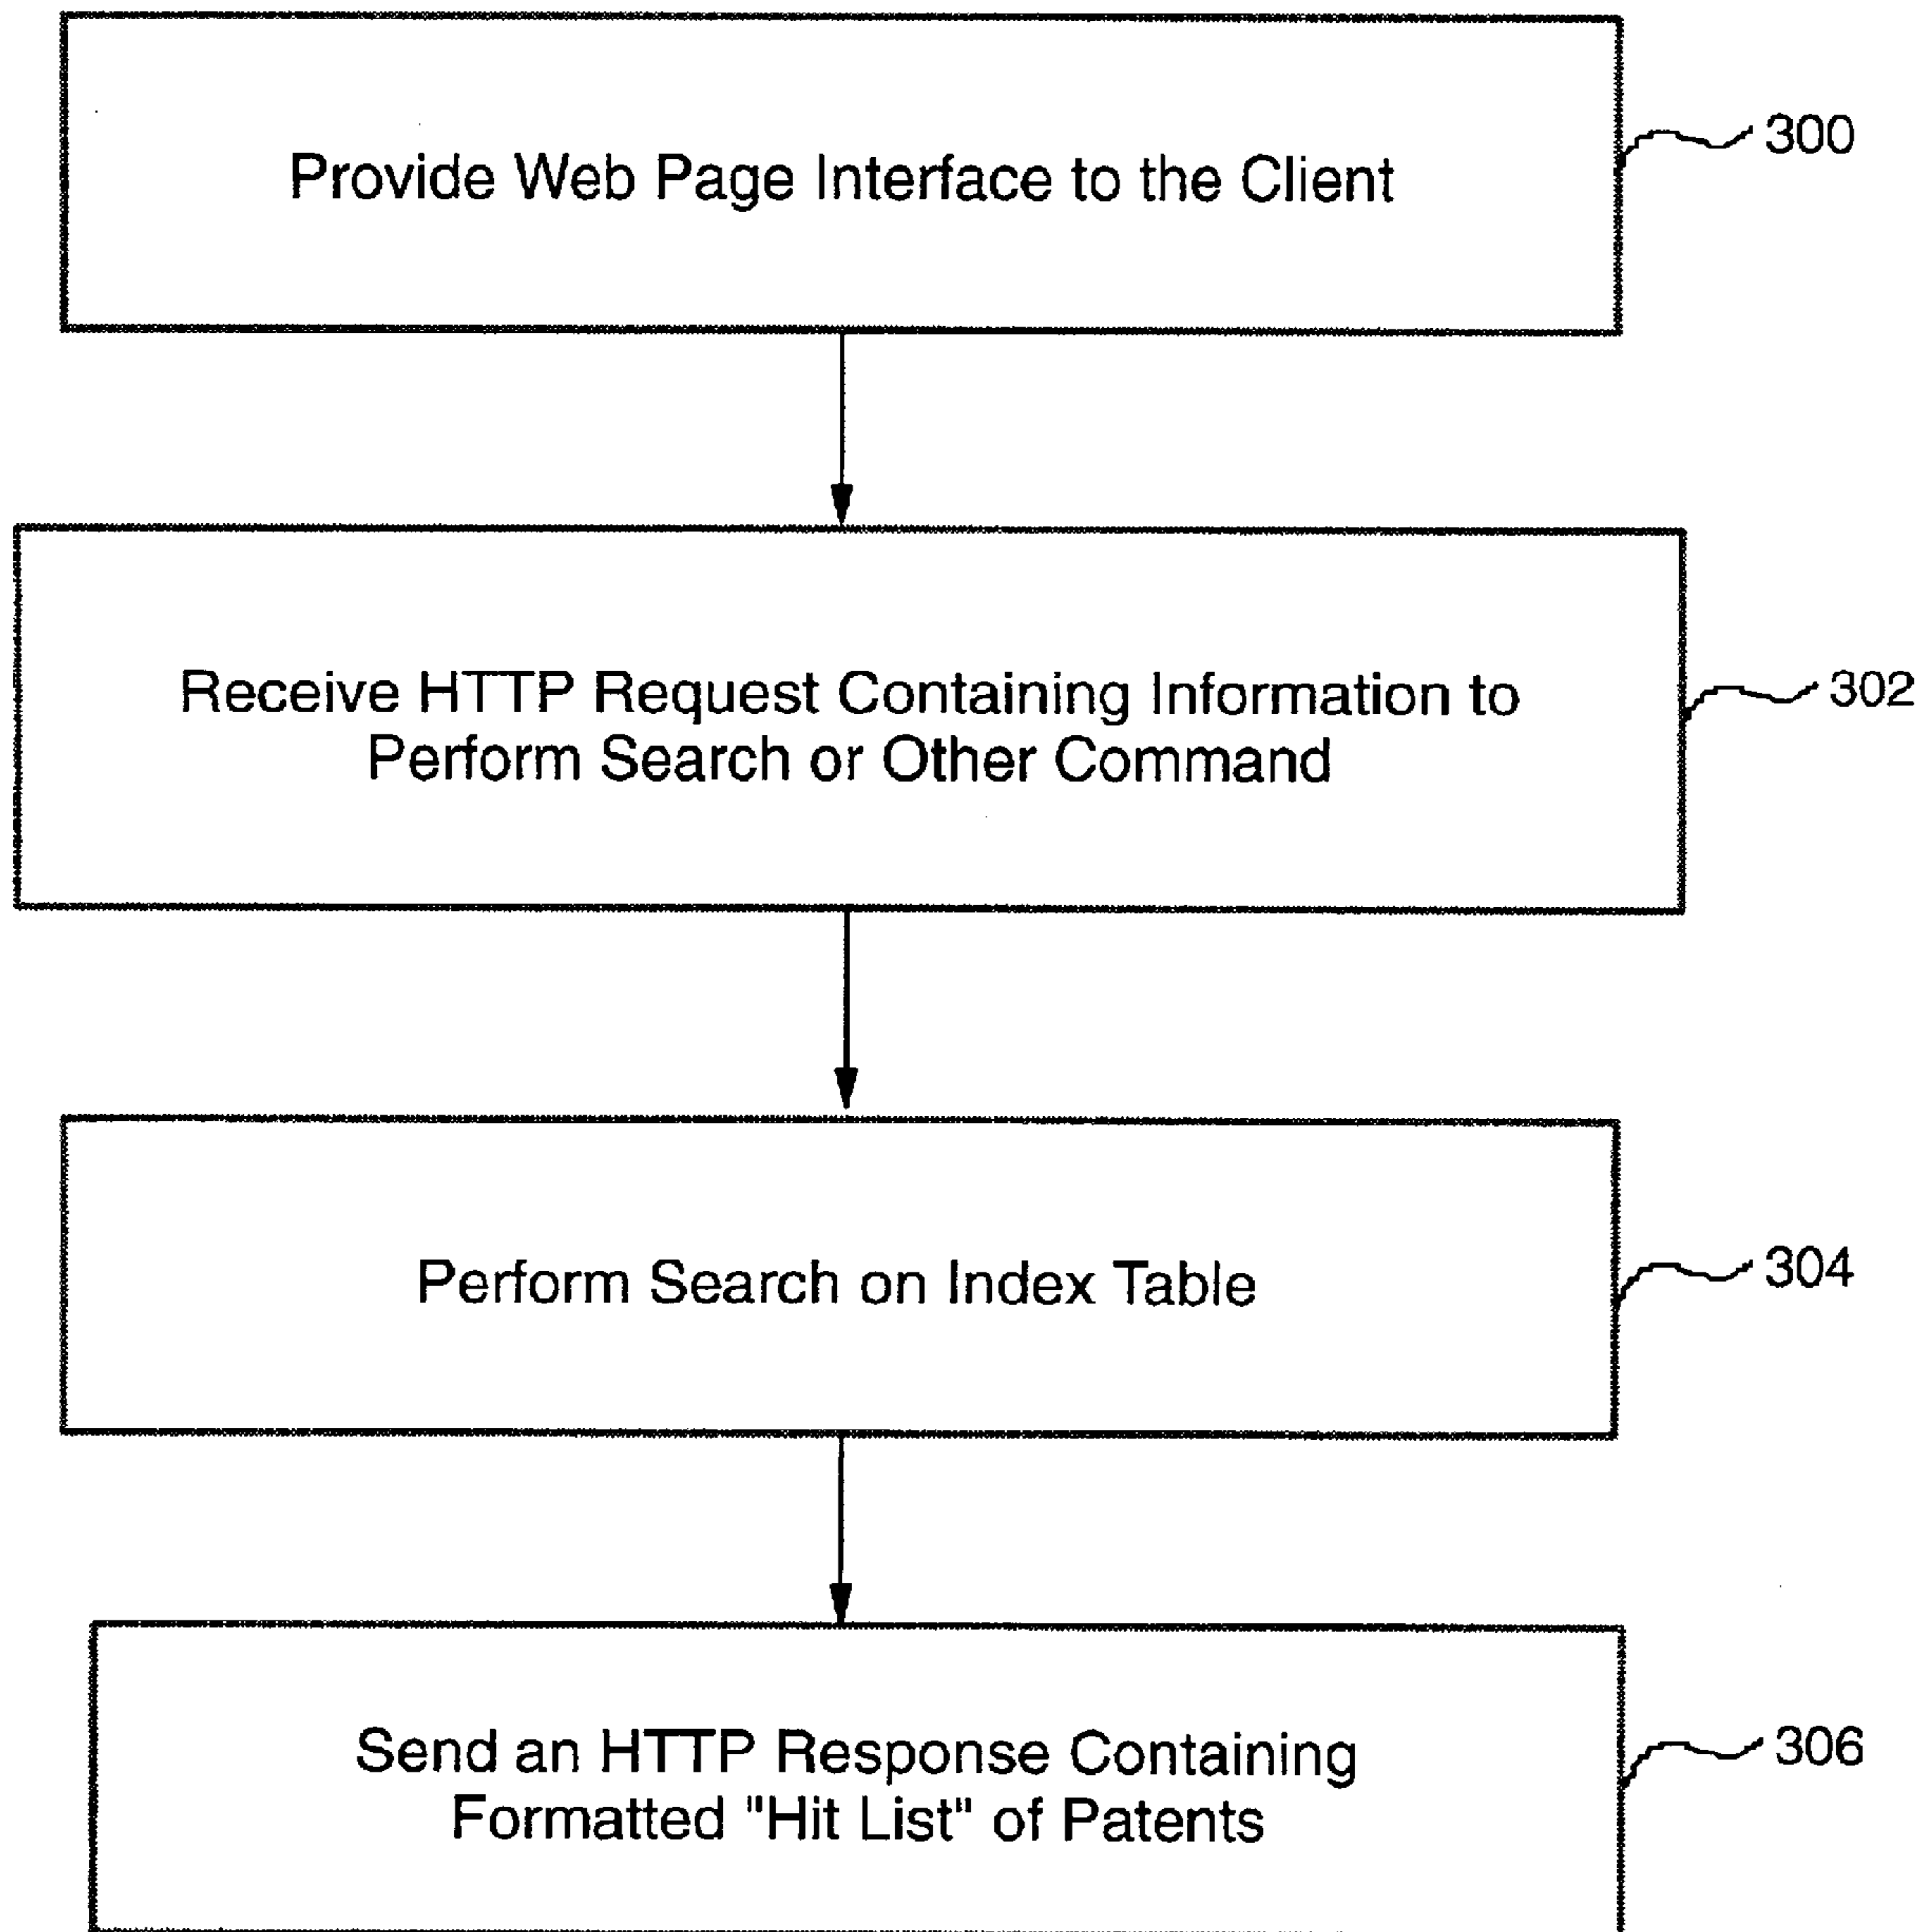 Provide Web Page Interface to the Client
300
Receive HTTP Request Containing Information to
Perform Search or Other Command
302
Perform Search on Index Table
304
Send an HTTP Response Containing
Formatted "Hit List" of Patents
306